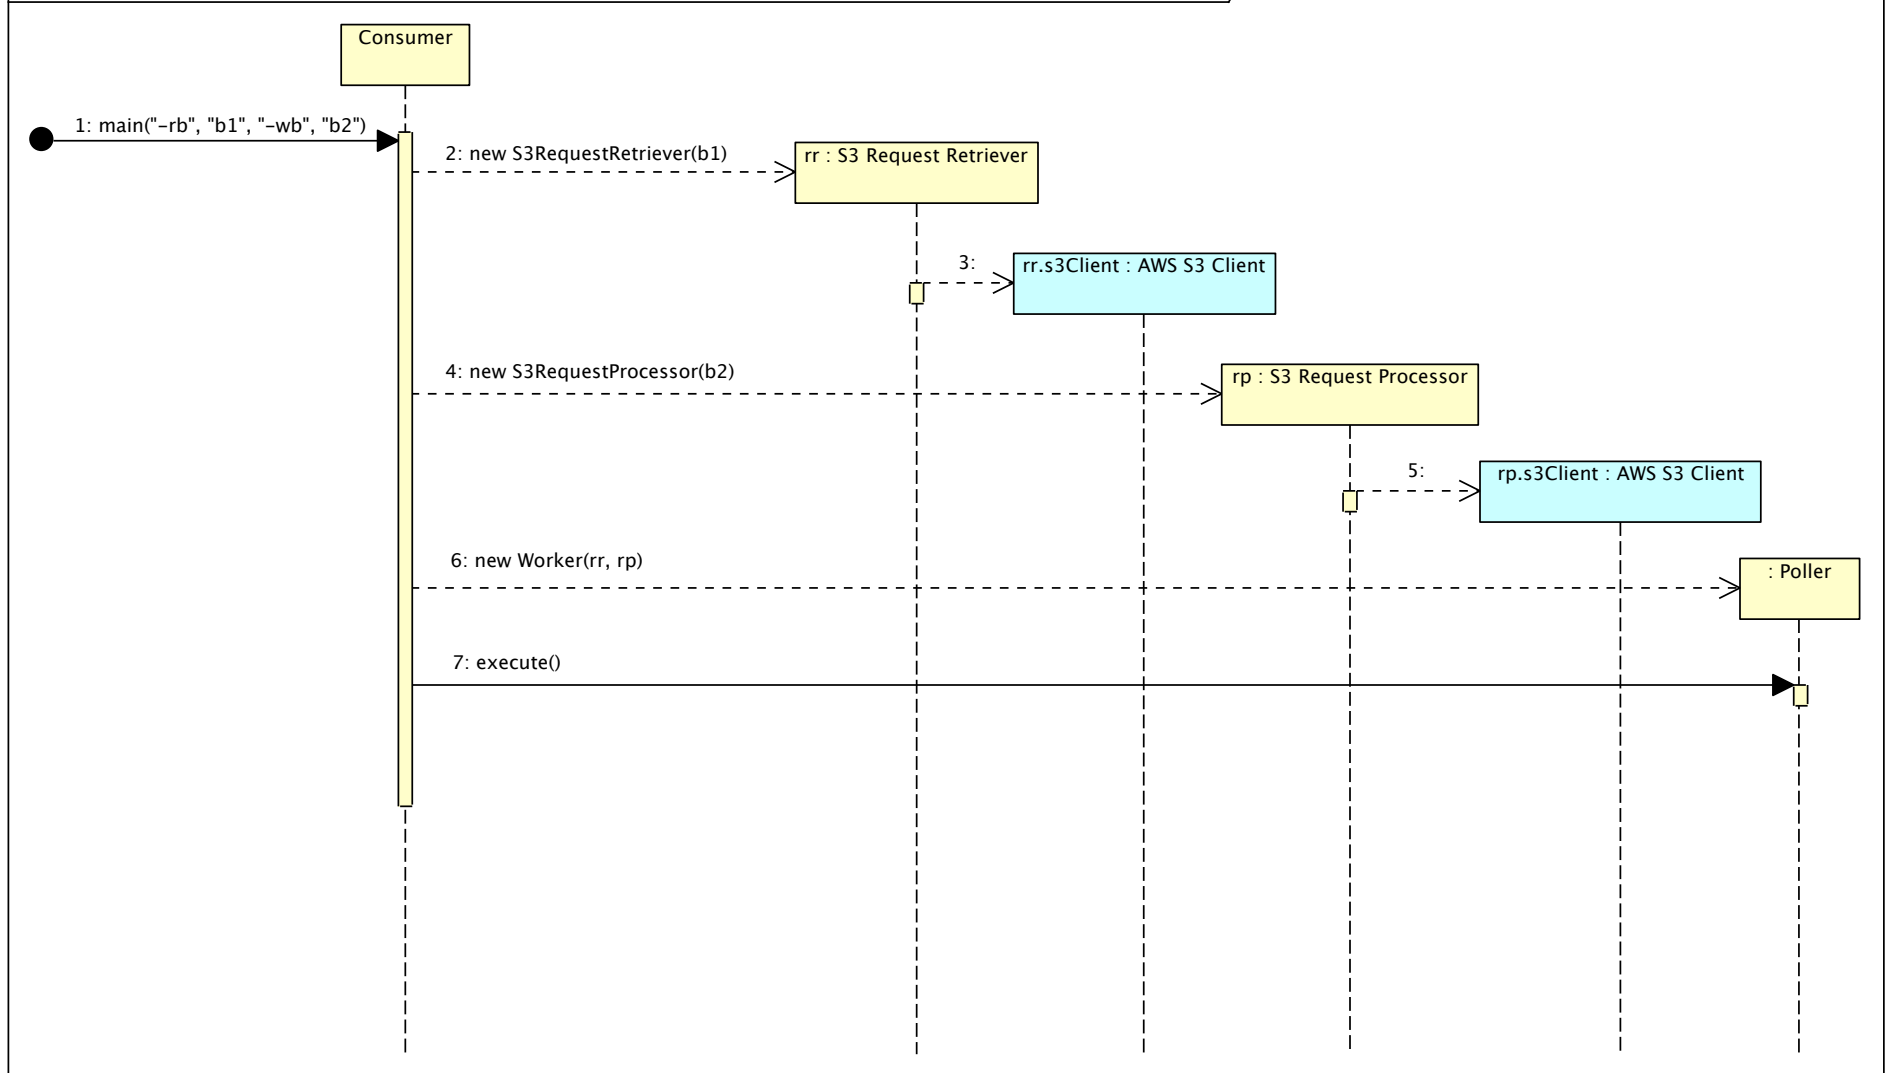 Consumer
1: main("-rb", "b1", "-wb", "b2")
2: new S3RequestRetriever(b1)
rr : S3 Request Retriever
3:
rr.s3Client : AWS S3 Client
4: new S3RequestProcessor(b2)
rp : S3 Request Processor
5:
rp.s3Client : AWS S3 Client
6: new Worker(rr, rp)
: Poller
7: execute()